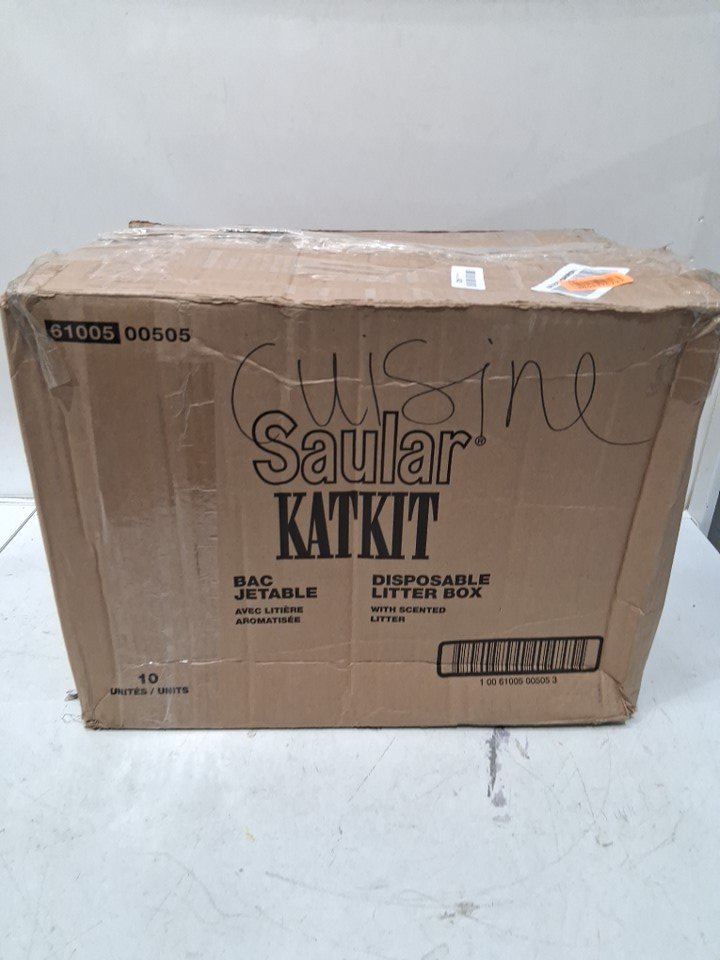 61005 00505
Cuisine
Saular®
KATKIT
BAC
JETABLE
AVEC LITIÈRE
AROMATISÉE
DISPOSABLE
LITTER BOX
WITH SCENTED
LITTER
10
UNITÉS / UNITS
1 00 61005 00505 3